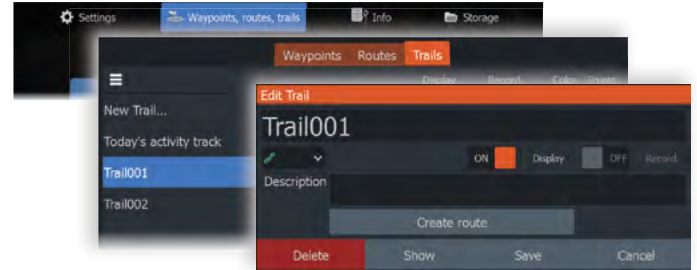 Settings Waypoints, routes, trails Info Storage
Waypoints Routes Trails
Display Record Color Points
New Trail...
Today's activity track
Trail001
Trail002
Edit Trail
Trail001
ON Display OFF Record
Description
Create route
Delete Show Save Cancel